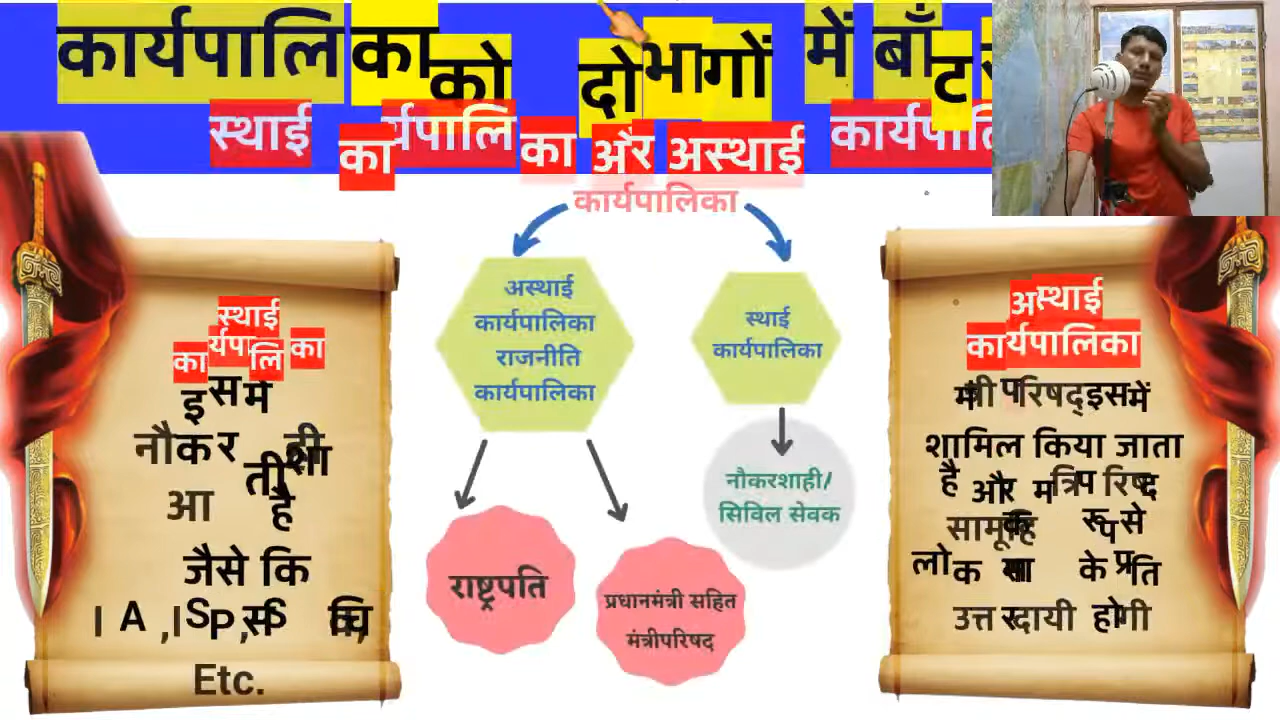 कार्यपालिका को दो भागों में बाँट
स्थाई कार्यपालिका और अस्थाई
कार्यपालिका
अस्थाई
कार्यपालिका
राजनीति
कार्यपालिका
स्थाई
कार्यपालिका
राष्ट्रपति
प्रधानमंत्री सहित
मंत्रीपरिषद
नौकरशाही/
सिविल सेवक
स्थाई
कार्यपालिका
इसमें
नौकरशाही
आती है
जैसे कि
Etc.
अस्थाई
कार्यपालिका
मंत्री परिषद् इसमें
शामिल किया जाता
है और मंत्रिपरिषद
सामूहिक रूप से
लोकसभा के प्रति
उत्तरदायी होगी